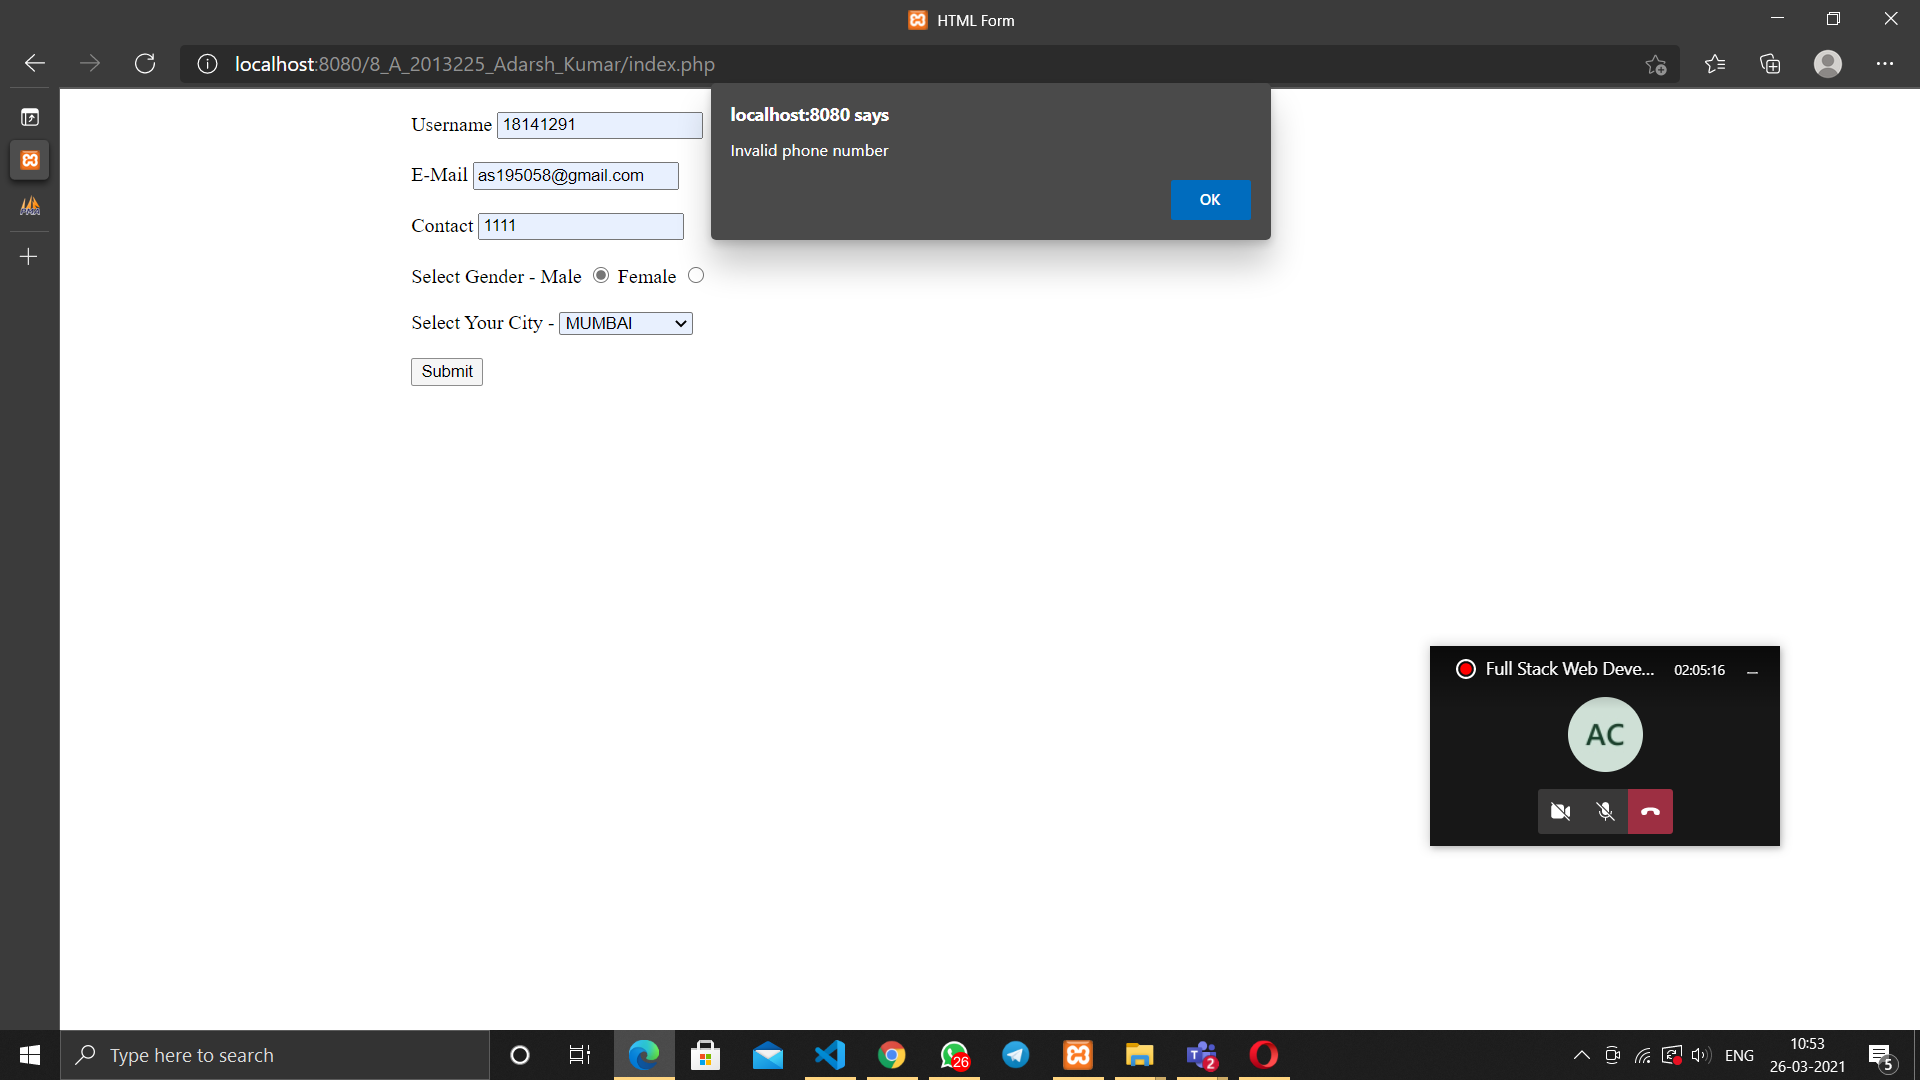 HTML Form
localhost:8080/8_A_2013225_Adarsh_Kumar/index.php
localhost:8080 says
Invalid phone number
OK
Username 18141291
E-Mail as195058@gmail.com
Contact 1111
Select Gender - Male Female
Select Your City - MUMBAI
Submit
PMA
Full Stack Web Deve... 02:05:16
AC
Type here to search
26
2
ENG
10:53
26-03-2021
5